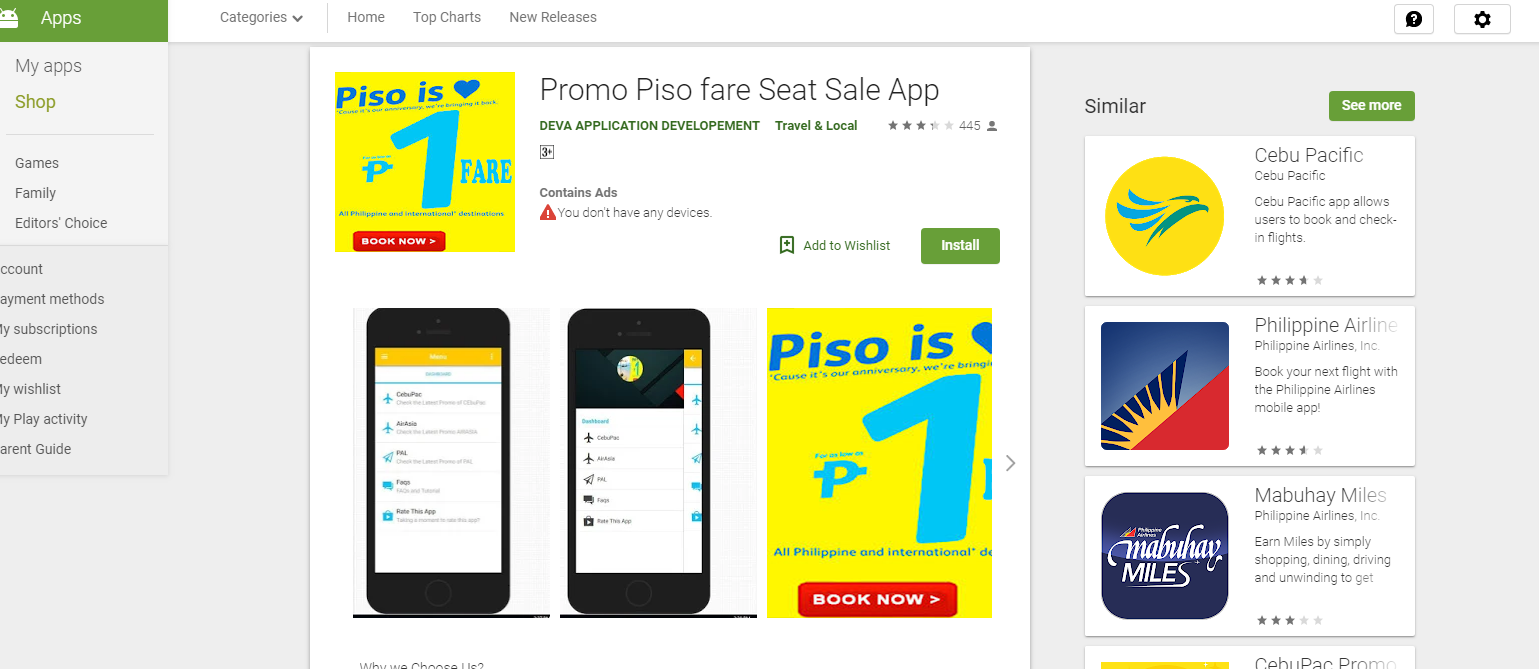 Apps
Categories
Home
Top Charts
New Releases
My apps
Shop
Games
Family
Editors' Choice
ccount
ayment methods
ly subscriptions
edeem
ly wishlist
ly Play activity
arent Guide
Piso is
'Cause it's our anniversary, we're bringing it back.
For as low as
₱1
FARE
All Philippine and international* destinations
BOOK NOW >
Promo Piso fare Seat Sale App
DEVA APPLICATION DEVELOPEMENT
Travel & Local
445
3+
Contains Ads
You don't have any devices.
Add to Wishlist
Install
Menu
DASHBOARD
CebuPac
Check the Latest Promo of CEbuPac
AirAsia
Check the Latest Promo AIRASIA
PAL
Check the Latest Promo of PAL
Faqs
FAQs and Tutorial
Rate This App
Taking a moment to rate this app?
Dashboard
CebuPac
AirAsia
PAL
Faqs
Rate This App
Piso is
'Cause it's our anniversary, we're bringin
For as low as
₱1
All Philippine and international* de
BOOK NOW >
Why we Choose Us?
Similar
See more
Cebu Pacific
Cebu Pacific
Cebu Pacific app allows
users to book and check-
in flights.
Philippine Airline
Philippine Airlines, Inc.
Book your next flight with
the Philippine Airlines
mobile app!
Philippine
Airlines
mabuhay
MILES
Mabuhay Miles
Philippine Airlines, Inc.
Earn Miles by simply
shopping, dining, driving
and unwinding to get
CebuPac Promo